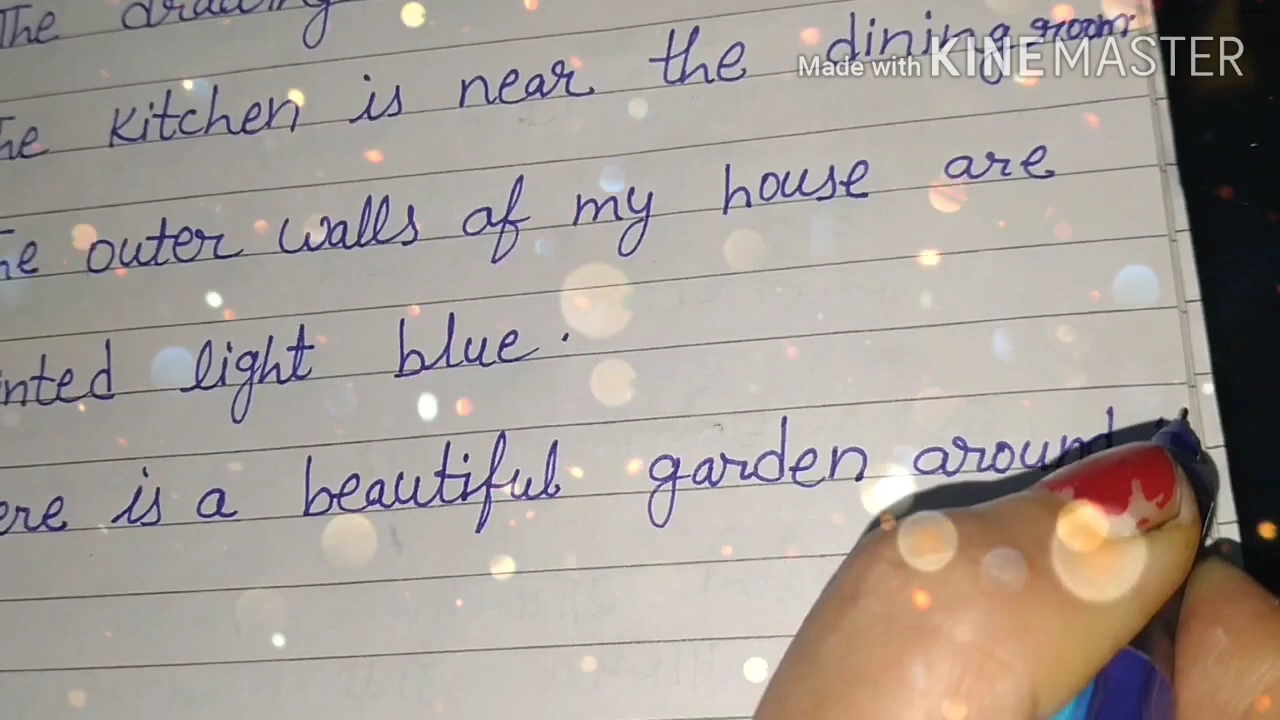 The drawing
he kitchen is near the dining room.
Made with KINEMASTER
he outer walls of my house are
inted light blue.
ere is a beautiful garden around